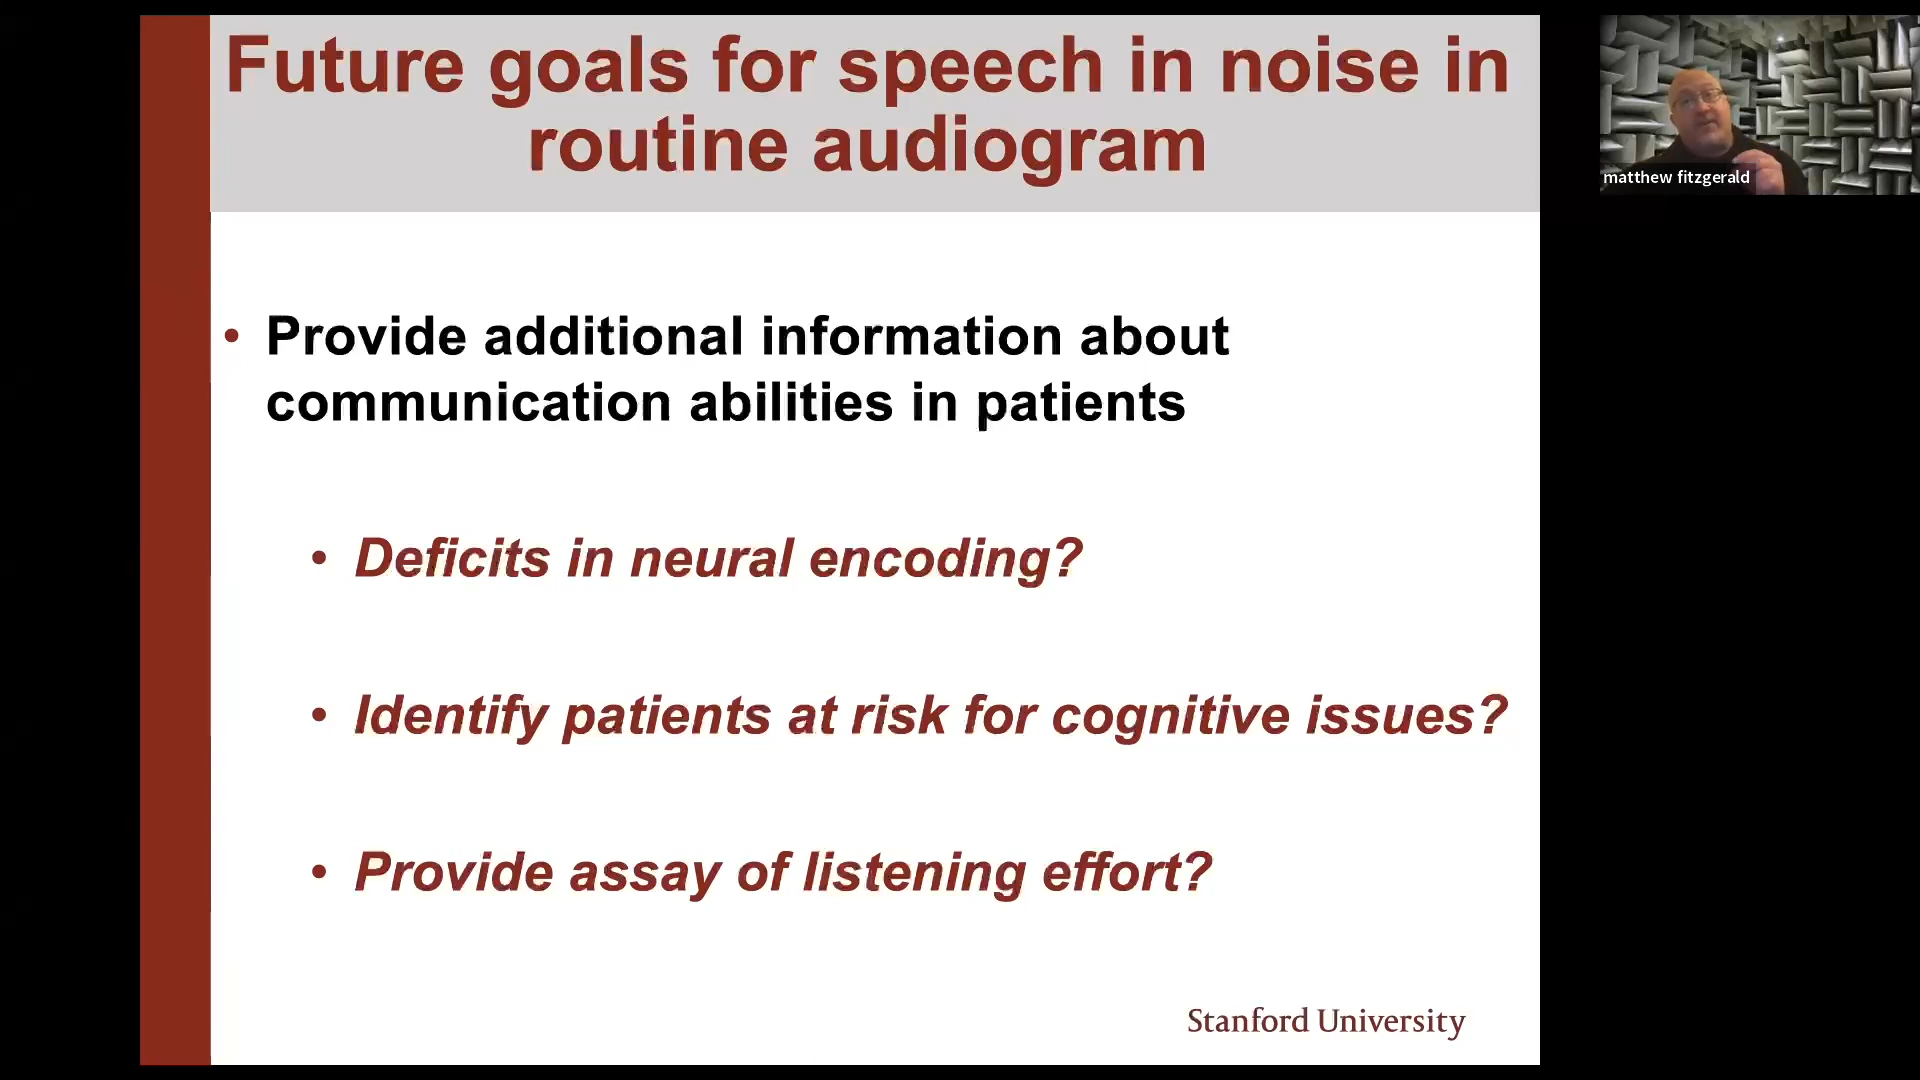 Future goals for speech in noise in
routine audiogram
matthew fitzgerald
• Provide additional information about
communication abilities in patients
• Deficits in neural encoding?
• Identify patients at risk for cognitive issues?
• Provide assay of listening effort?
Stanford University